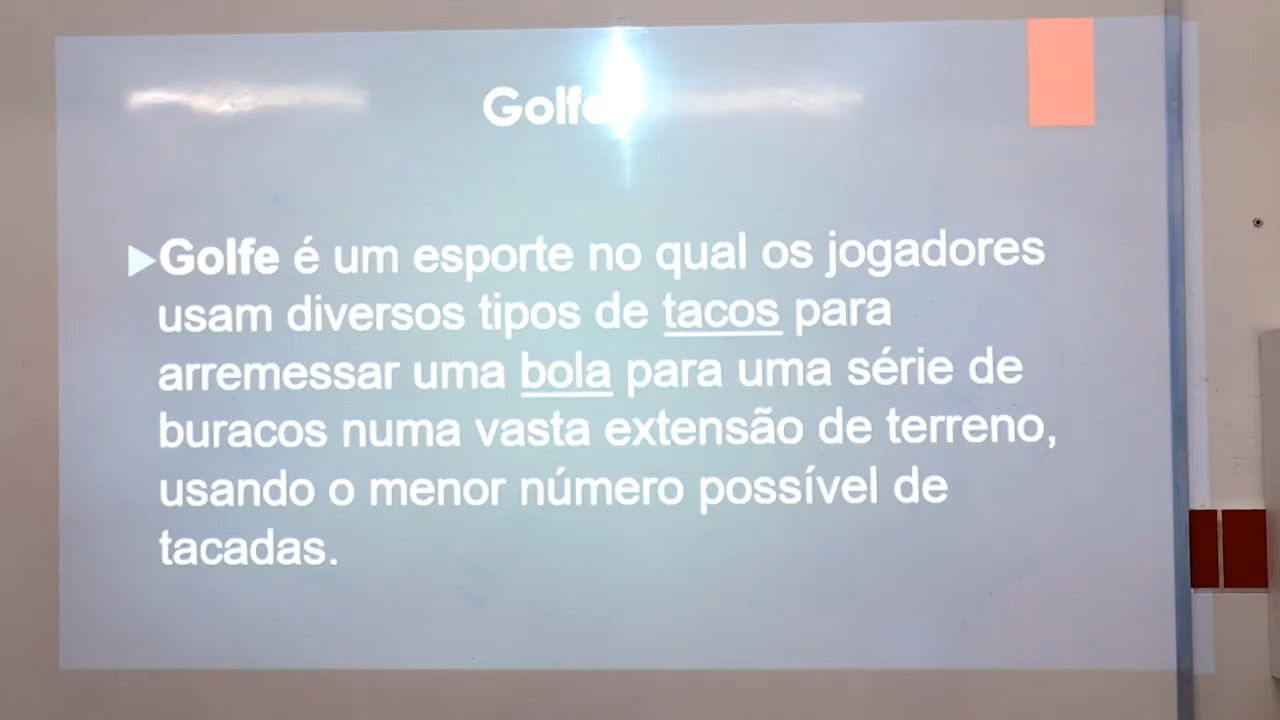 Golfe
Golfe é um esporte no qual os jogadores
usam diversos tipos de tacos para
arremessar uma bola para uma série de
buracos numa vasta extensão de terreno,
usando o menor número possível de
tacadas.